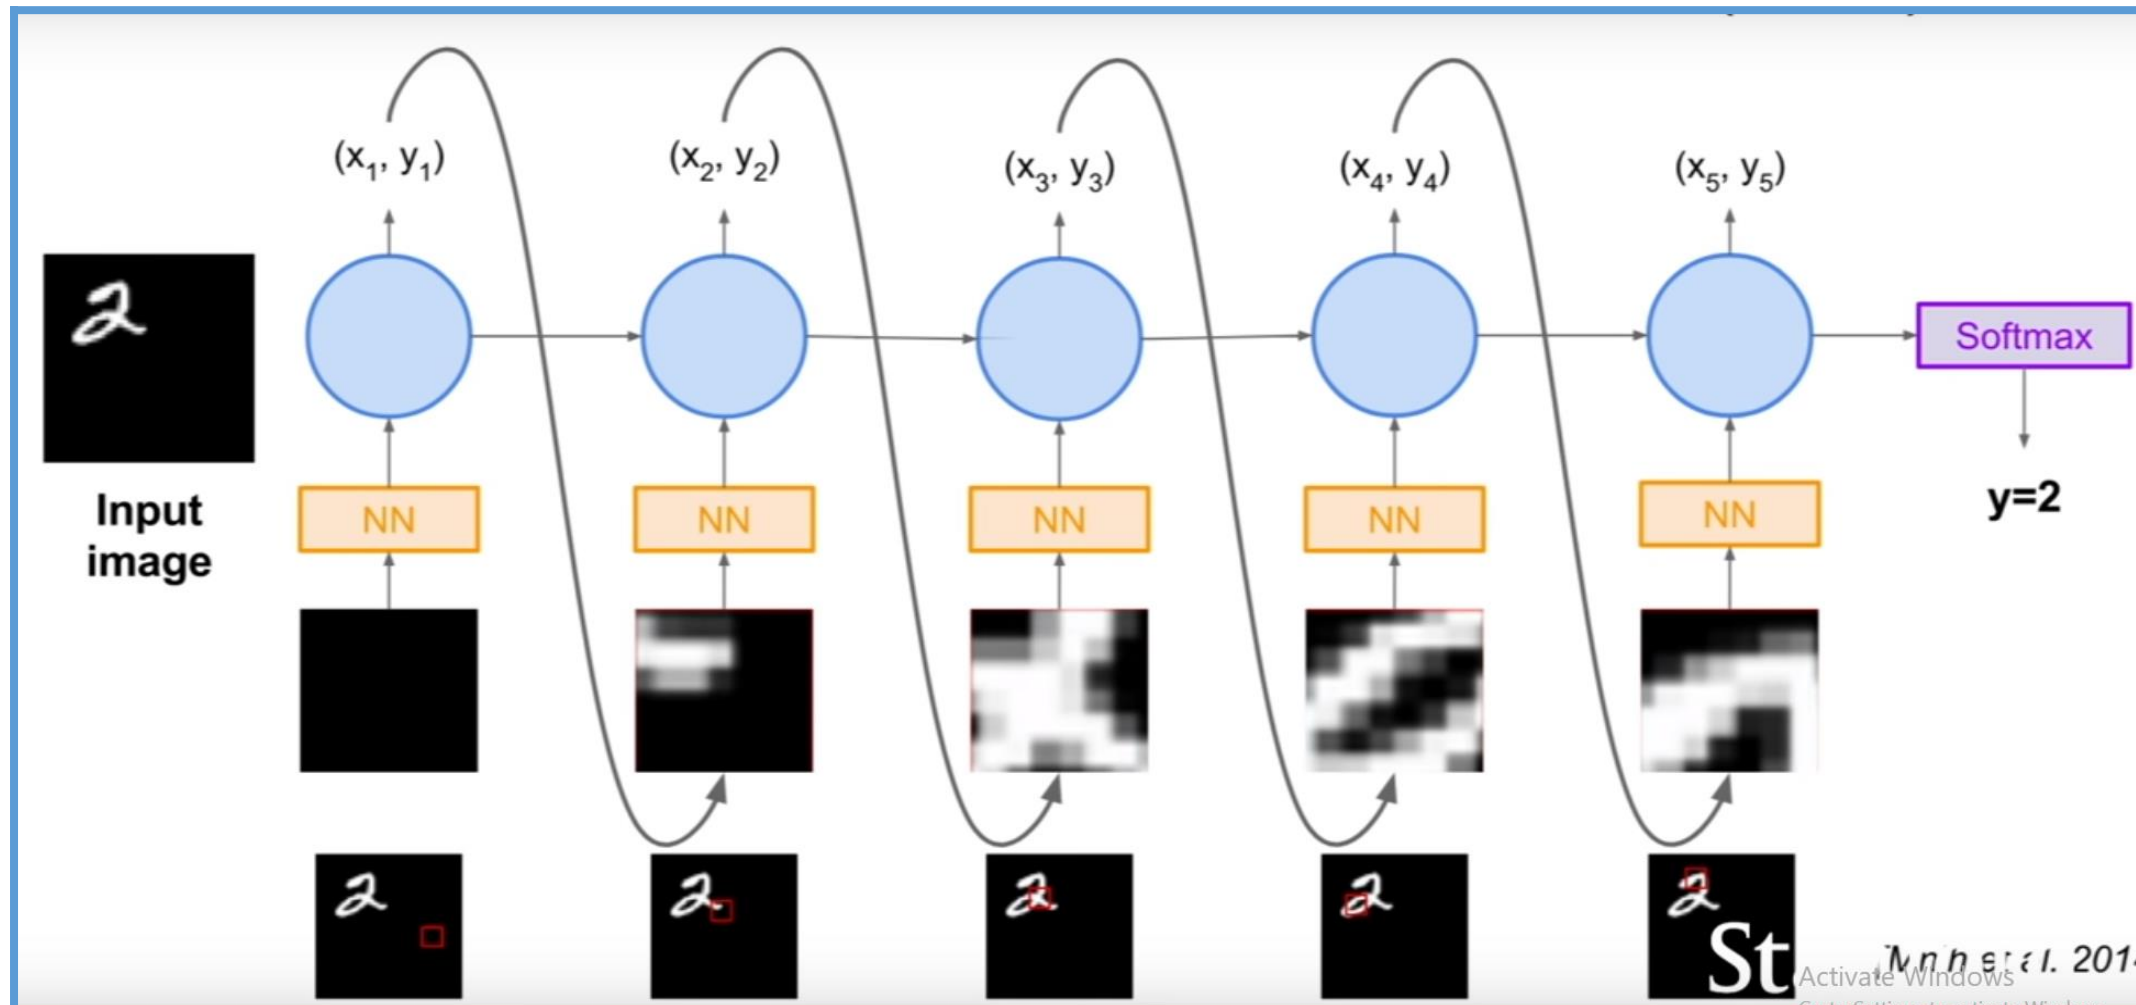 (x1, y1)
(x2, y2)
(x3, y3)
(x4, y4)
(x5, y5)
Softmax
Input
image
NN
NN
NN
NN
NN
y=2
St
Activate Windows